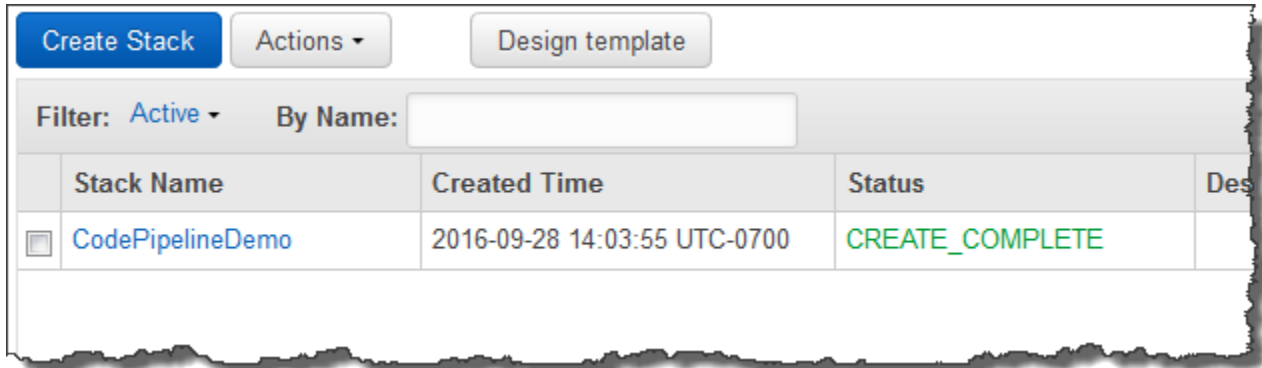 Create Stack Actions Design template
Filter: Active By Name:
Stack Name Created Time Status Des
CodePipelineDemo 2016-09-28 14:03:55 UTC-0700 CREATE_COMPLETE